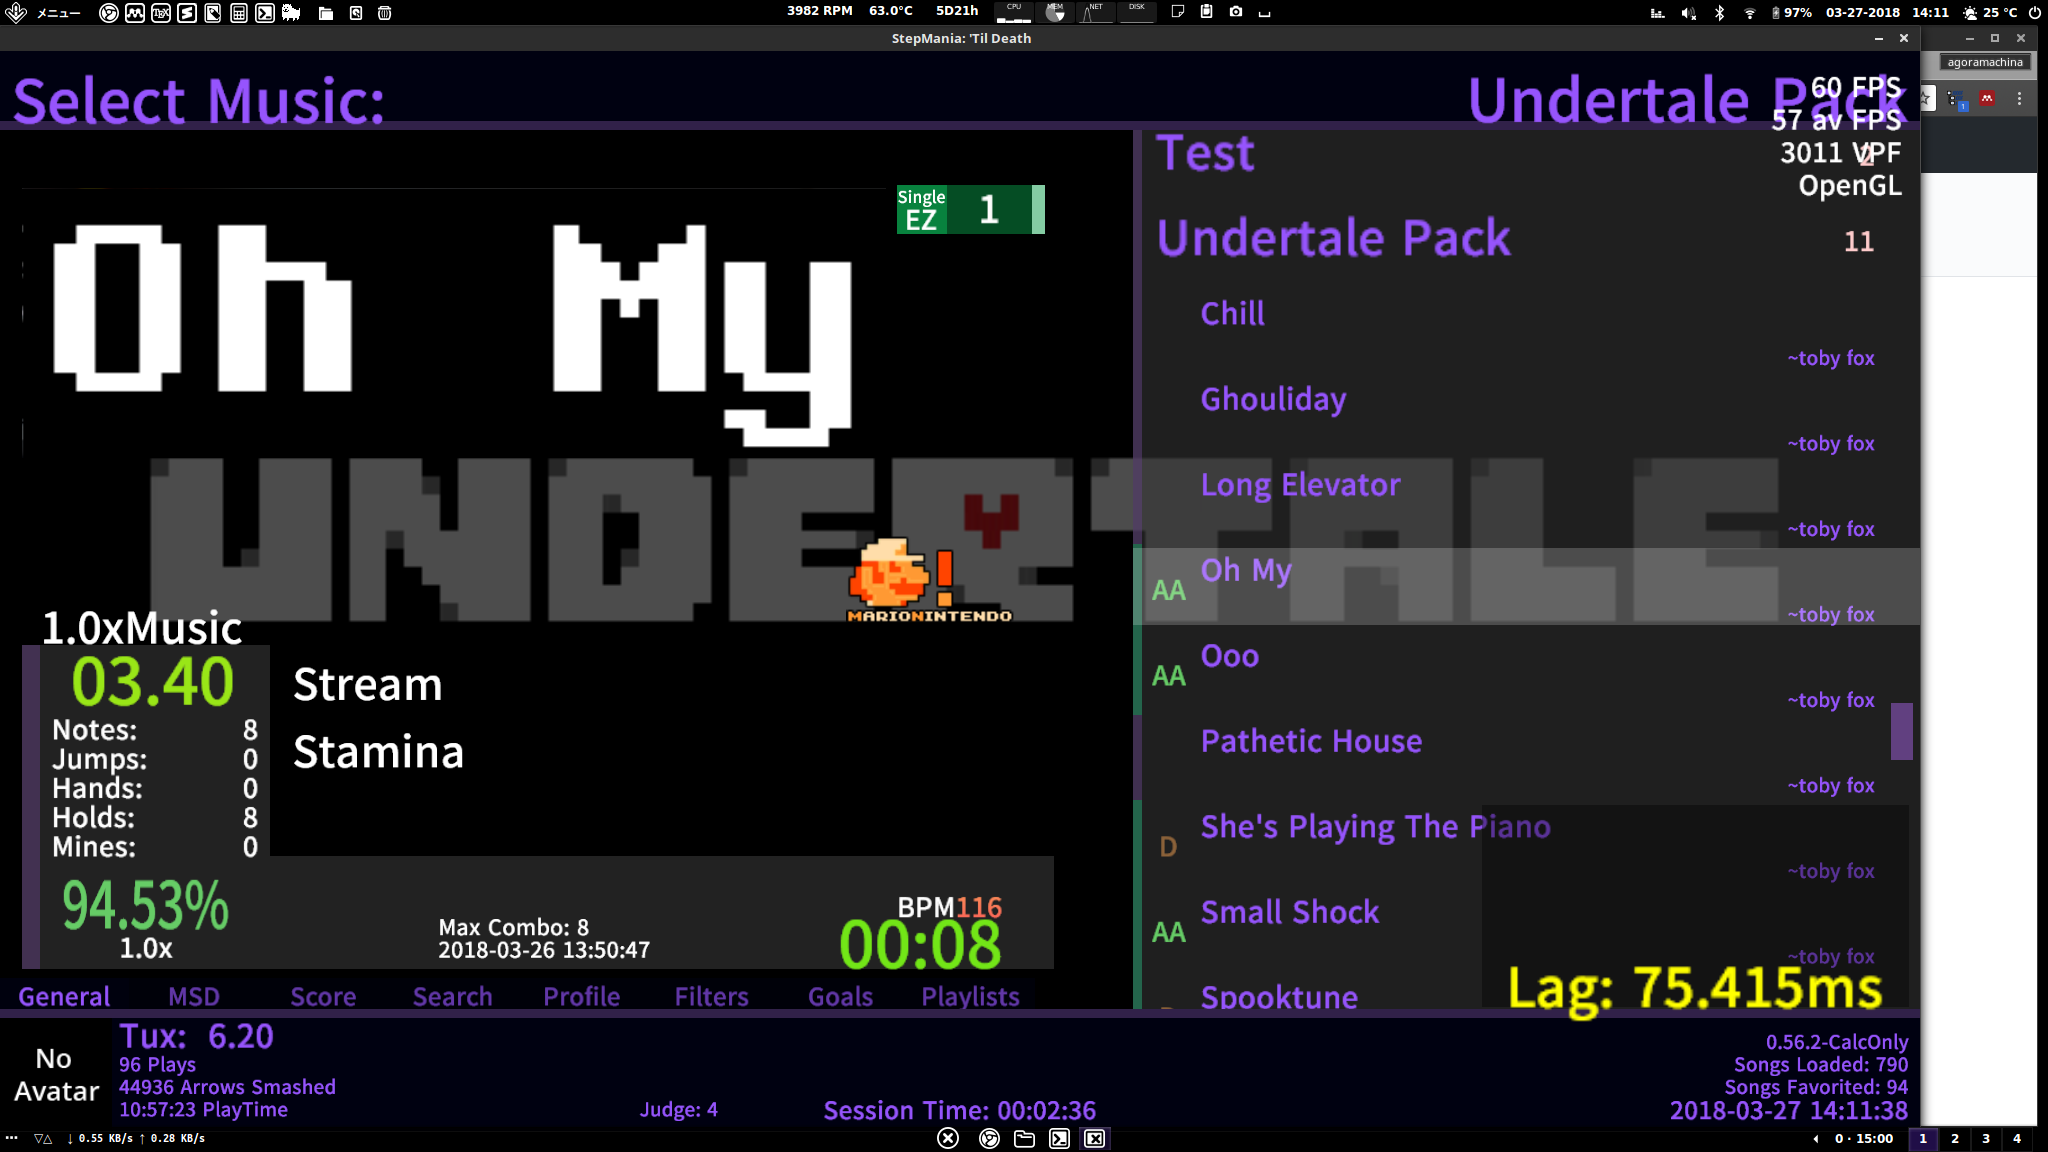 メニュー
3982 RPM 63.0°C 5D21h CPU MEM NET DISK
97% 03-27-2018 14:11 25 °C
StepMania: 'Til Death
agoramachina
Select Music:
Undertale Pack
60 FPS
57 av FPS
3011 VPF
OpenGL
Test 2
Undertale Pack 11
Single
EZ 1
Oh My
UNDERTALE
MARIONINTENDO
Chill
~toby fox
Ghouliday
~toby fox
Long Elevator
~toby fox
AA Oh My
~toby fox
AA Ooo
~toby fox
Pathetic House
~toby fox
D She's Playing The Piano
~toby fox
AA Small Shock
~toby fox
Spooktune
Lag: 75.415ms
1.0xMusic
03.40
Notes: 8
Jumps: 0
Hands: 0
Holds: 8
Mines: 0
Stream
Stamina
94.53%
1.0x
Max Combo: 8
2018-03-26 13:50:47
BPM116
00:08
General MSD Score Search Profile Filters Goals Playlists
No
Avatar
Tux: 6.20
96 Plays
44936 Arrows Smashed
10:57:23 PlayTime
Judge: 4
Session Time: 00:02:36
0.56.2-CalcOnly
Songs Loaded: 790
Songs Favorited: 94
2018-03-27 14:11:38
↓ 0.55 KB/s ↑ 0.28 KB/s
0 · 15:00 1 2 3 4